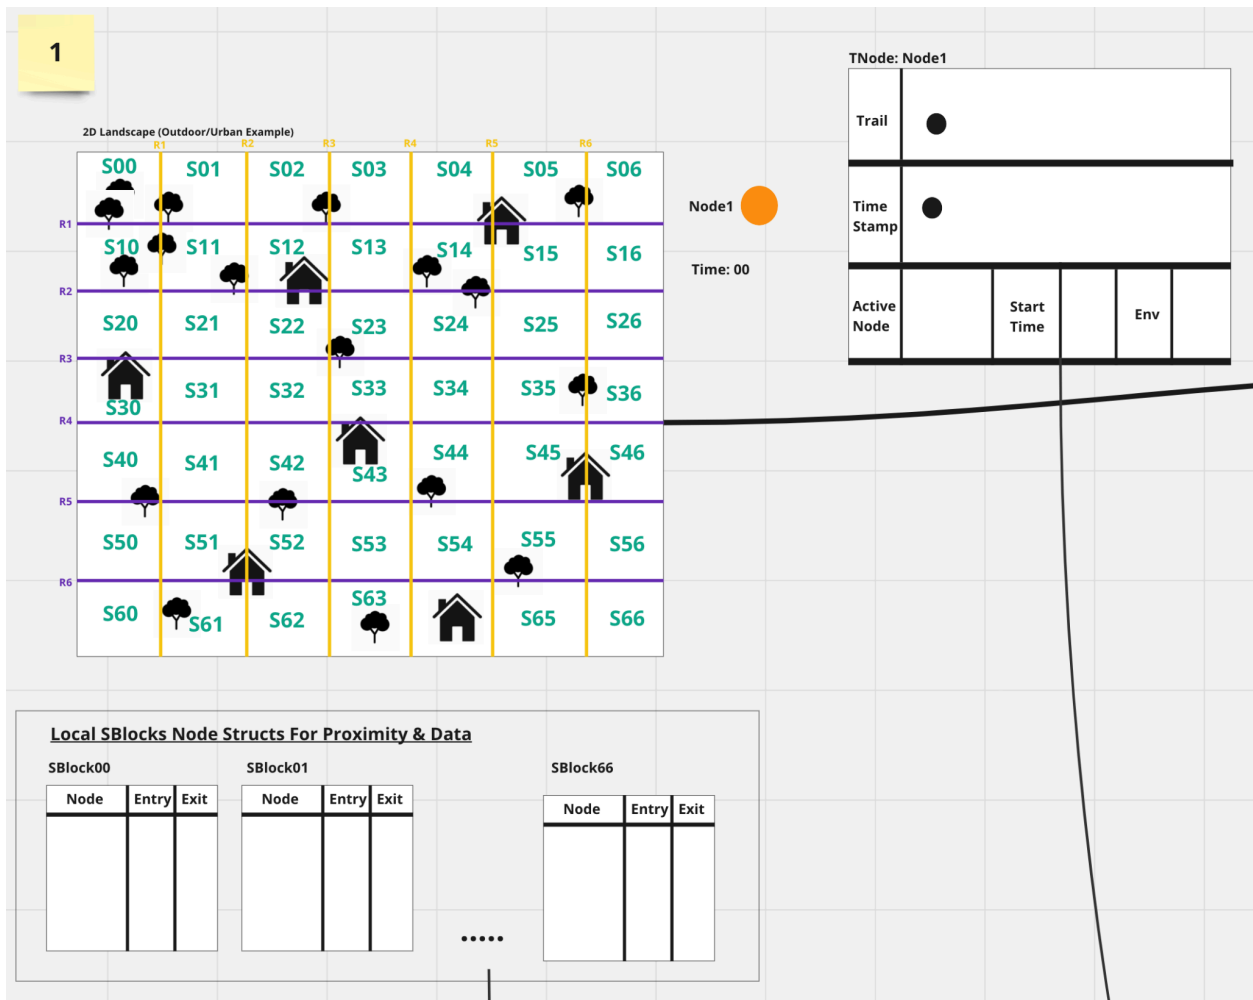 1
2D Landscape (Outdoor/Urban Example)
R1 R2 R3 R4 R5 R6
S00 S01 S02 S03 S04 S05 S06
R1
S10 S11 S12 S13 S14 S15 S16
R2
S20 S21 S22 S23 S24 S25 S26
R3
S30 S31 S32 S33 S34 S35 S36
R4
S40 S41 S42 S43 S44 S45 S46
R5
S50 S51 S52 S53 S54 S55 S56
R6
S60 S61 S62 S63 S65 S66
Node1
Time: 00
TNode: Node1
Trail
Time
Stamp
Active
Node
Start
Time
Env
Local SBlocks Node Structs For Proximity & Data
SBlock00
Node Entry Exit
SBlock01
Node Entry Exit
.....
SBlock66
Node Entry Exit